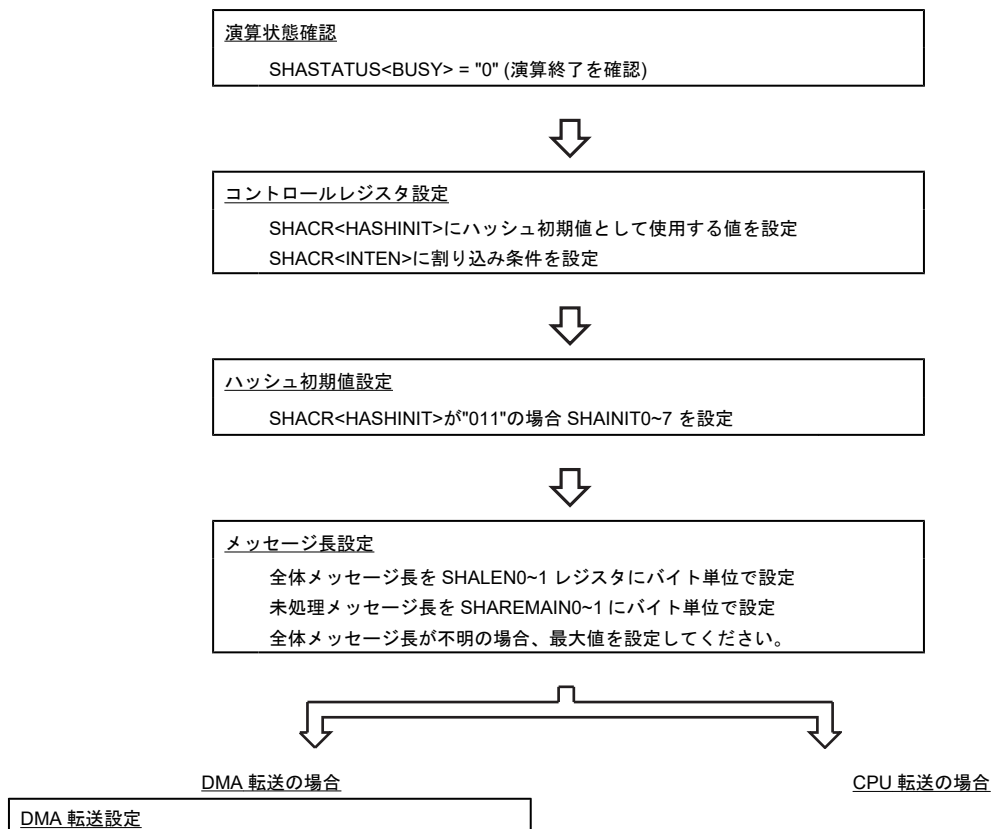 演算状態確認
SHASTATUS<BUSY> = "0" (演算終了を確認)
コントロールレジスタ設定
SHACR<HASHINIT>にハッシュ初期値として使用する値を設定
SHACR<INTEN>に割り込み条件を設定
ハッシュ初期値設定
SHACR<HASHINIT>が"011"の場合 SHAINIT0~7 を設定
メッセージ長設定
全体メッセージ長を SHALEN0~1 レジスタにバイト単位で設定
未処理メッセージ長を SHAREMAIN0~1 にバイト単位で設定
全体メッセージ長が不明の場合、最大値を設定してください。
DMA 転送の場合
CPU 転送の場合
DMA 転送設定